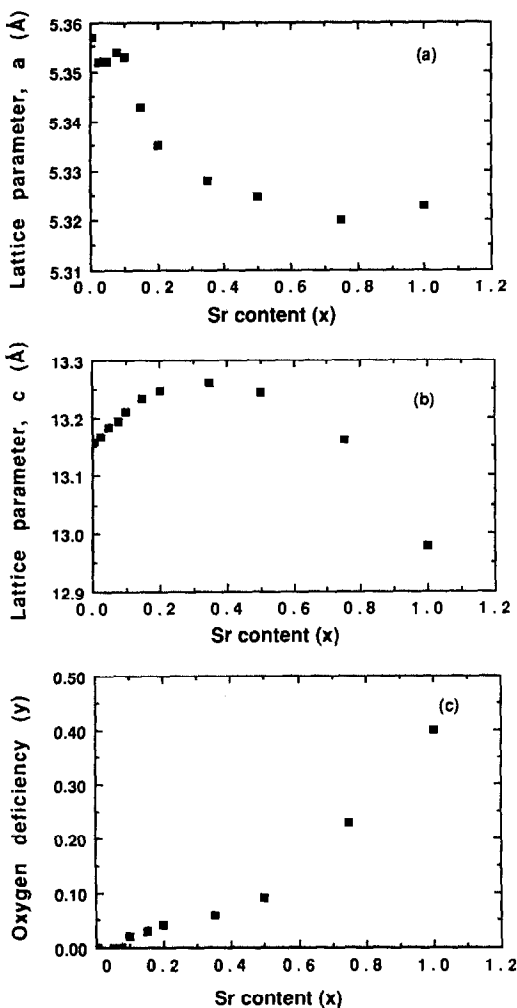 5.36
5.35
5.34
5.33
5.32
5.31
Lattice parameter, a (Å)
(a)
0.0 0.2 0.4 0.6 0.8 1.0 1.2
Sr content (x)
13.3
13.2
13.1
13.0
12.9
Lattice parameter, c (Å)
(b)
0.0 0.2 0.4 0.6 0.8 1.0 1.2
Sr content (x)
0.50
0.40
0.30
0.20
0.10
0.00
Oxygen deficiency (y)
(c)
0 0.2 0.4 0.6 0.8 1.0 1.2
Sr content (x)